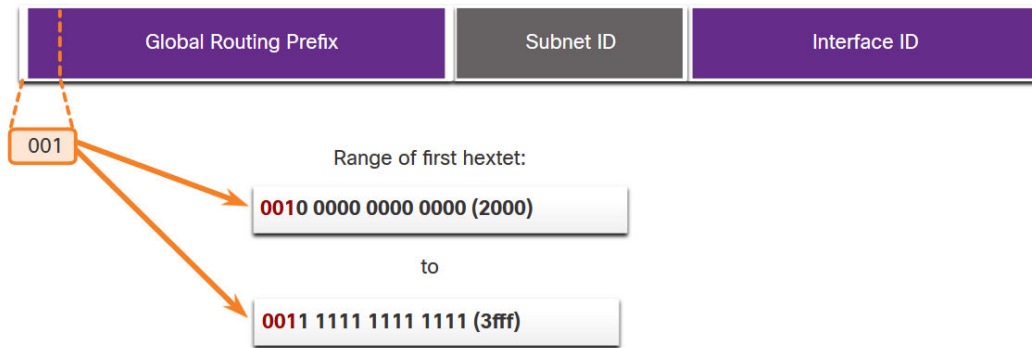 Global Routing Prefix
Subnet ID
Interface ID
001
Range of first hextet:
0010 0000 0000 0000 (2000)
to
0011 1111 1111 1111 (3fff)